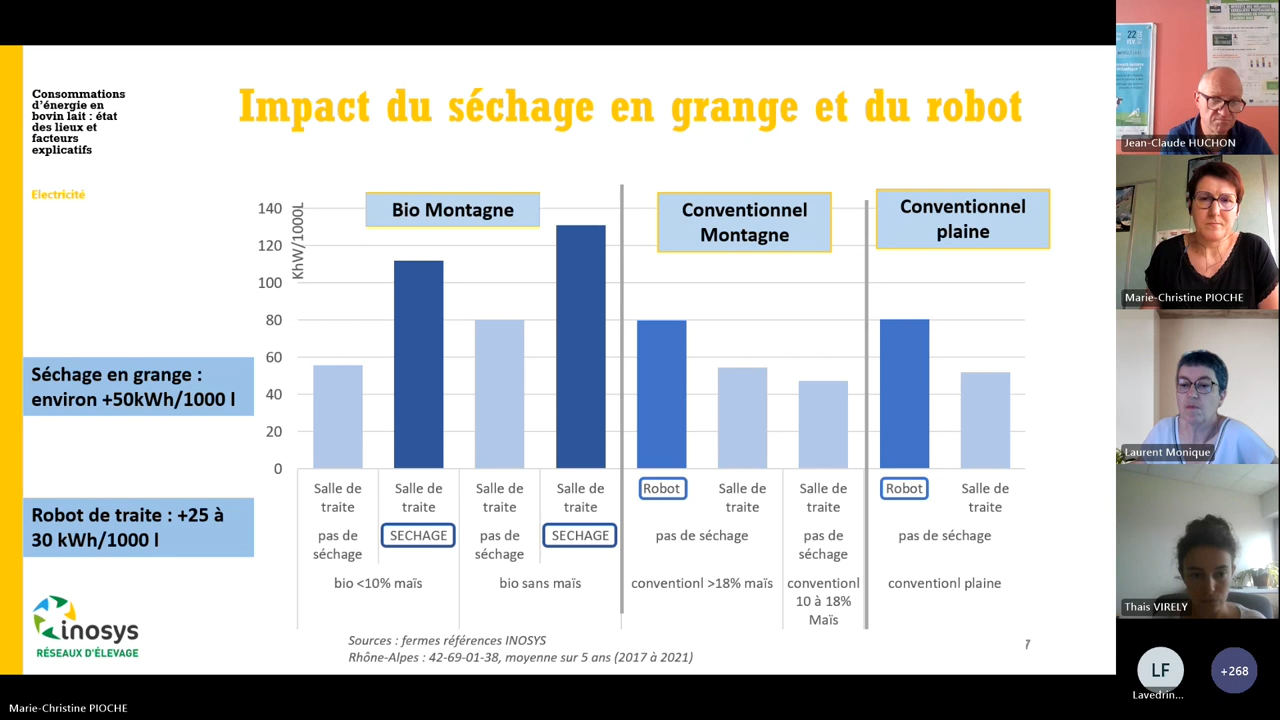 Consommations
d'énergie en
bovin lait : état
des lieux et
facteurs
explicatifs
Electricité
Impact du séchage en grange et du robot
Séchage en grange :
environ +50kWh/1000 l
Robot de traite : +25 à
30 kWh/1000 l
inosys
RÉSEAUX D'ÉLEVAGE
KhW/1000L
140
120
100
80
60
40
20
0
Bio Montagne
Conventionnel
Montagne
Conventionnel
plaine
Salle de
traite
Salle de
traite
Salle de
traite
Salle de
traite
Robot
Salle de
traite
Salle de
traite
Robot
Salle de
traite
pas de
séchage
SECHAGE
pas de
séchage
SECHAGE
pas de séchage
pas de
séchage
pas de séchage
bio <10% maïs
bio sans maïs
conventionl >18% maïs
conventionl
10 à 18%
Maïs
conventionl plaine
Sources : fermes références INOSYS
Rhône-Alpes : 42-69-01-38, moyenne sur 5 ans (2017 à 2021)
7
22
Jean-Claude HUCHON
Marie-Christine PIOCHE
Laurent Monique
Thais VIRELY
LF
Lavedrin...
+268
Marie-Christine PIOCHE